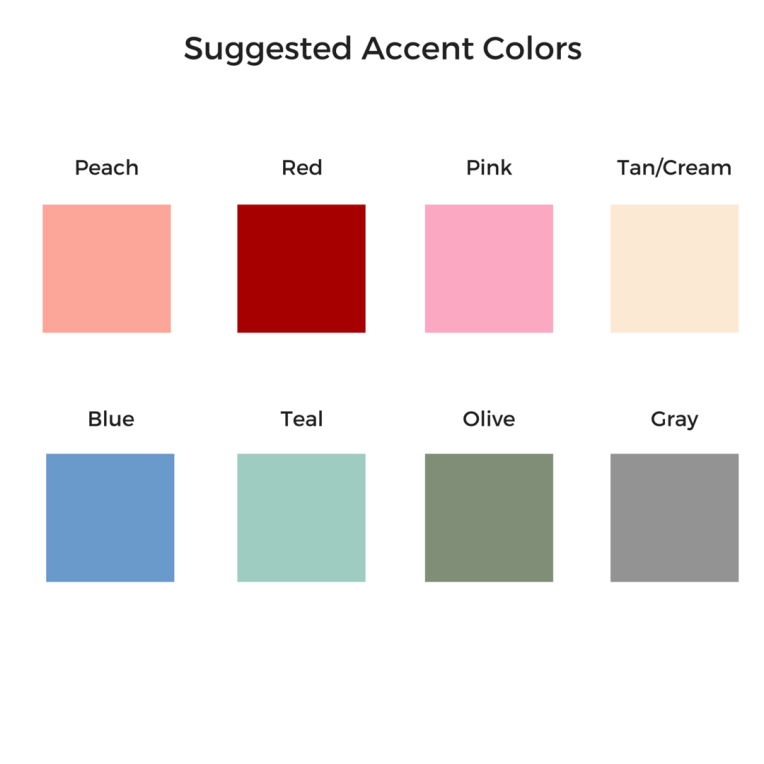 Suggested Accent Colors
Peach Red Pink Tan/Cream
Blue Teal Olive Gray